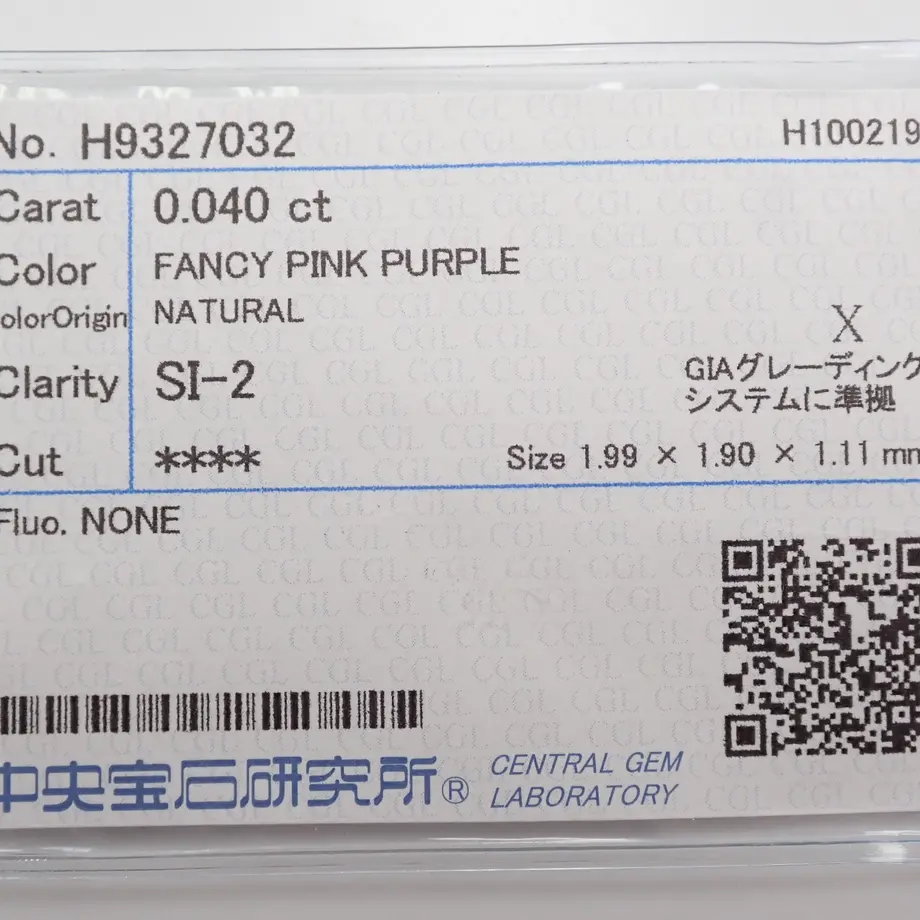 No. H9327032 H100219
Carat 0.040 ct
Color FANCY PINK PURPLE
olorOrigin NATURAL
X
Clarity SI-2
GIAグレーディング
システムに準拠
Cut ****
Size 1.99 × 1.90 × 1.11 mm
Fluo. NONE
中央宝石研究所® CENTRAL GEM
LABORATORY